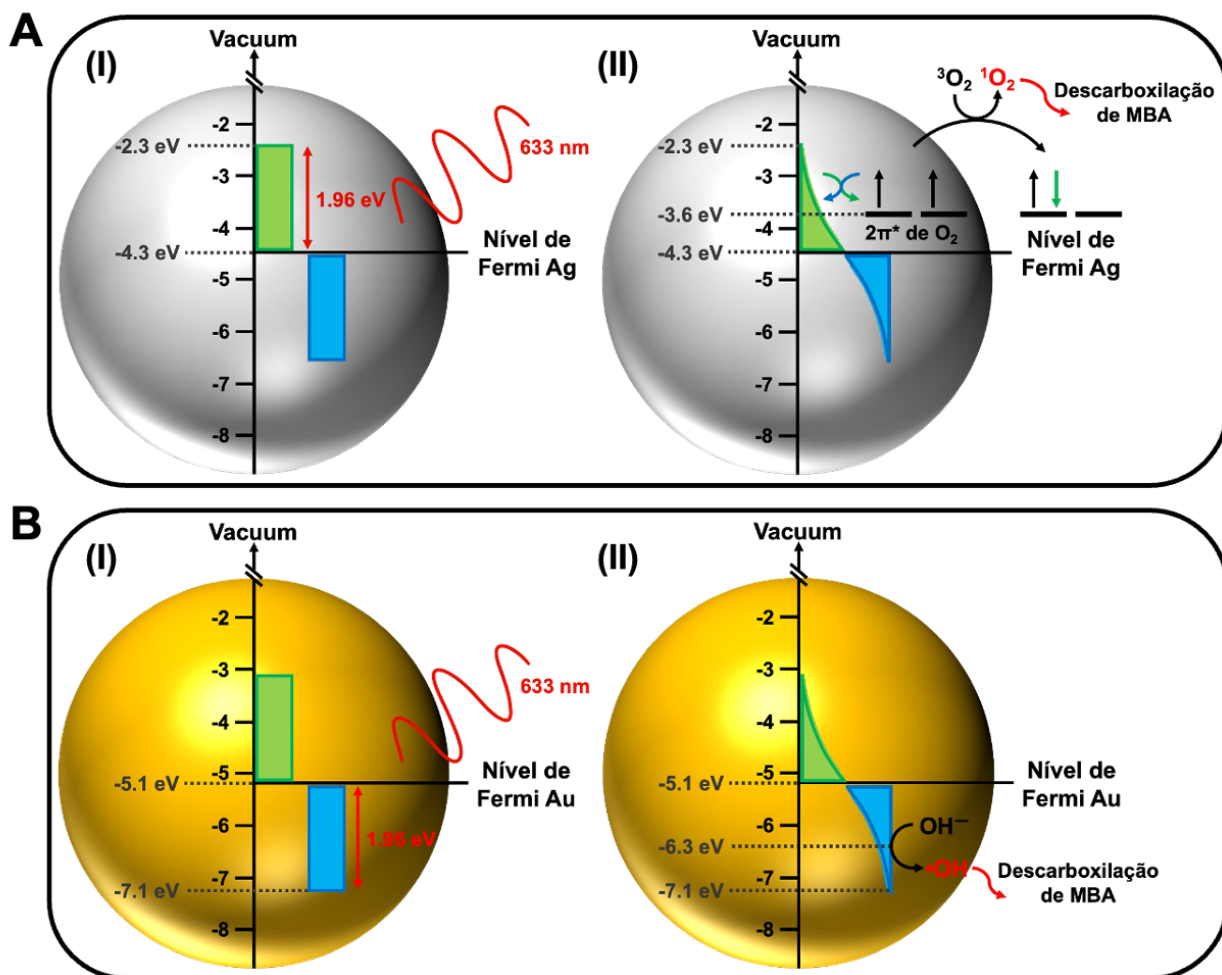 A
(I)
Vacuum
-2
-2.3 eV
-3
1.96 eV
633 nm
-4
-4.3 eV
Nível de
Fermi Ag
-5
-6
-7
-8
(II)
Vacuum
³O₂ ¹O₂
Descarboxilação
de MBA
-2
-2.3 eV
-3
-3.6 eV
2π* de O₂
-4
-4.3 eV
Nível de
Fermi Ag
-5
-6
-7
-8
B
(I)
Vacuum
-2
633 nm
-3
-4
-5
-5.1 eV
Nível de
Fermi Au
1.96 eV
-6
-7
-7.1 eV
-8
(II)
Vacuum
-2
-3
-4
-5
-5.1 eV
Nível de
Fermi Au
OH—
-6
-6.3 eV
-7
•OH
Descarboxilação
de MBA
-7.1 eV
-8